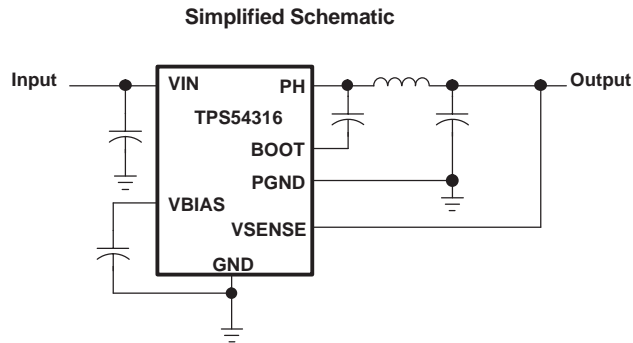 Simplified Schematic
Input
VIN
PH
Output
TPS54316
BOOT
PGND
VBIAS
VSENSE
GND